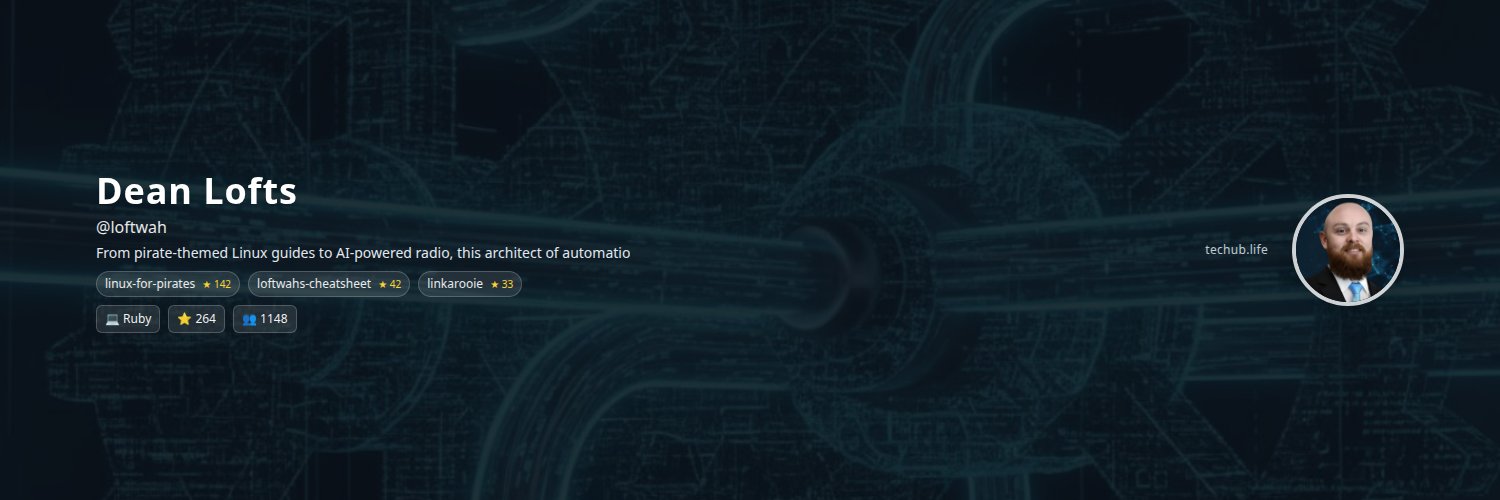 Dean Lofts
@loftwah
From pirate-themed Linux guides to AI-powered radio, this architect of automatio
linux-for-pirates ★ 142 loftwahs-cheatsheet ★ 42 linkarooie ★ 33
💻 Ruby ⭐ 264 👥 1148
techub.life